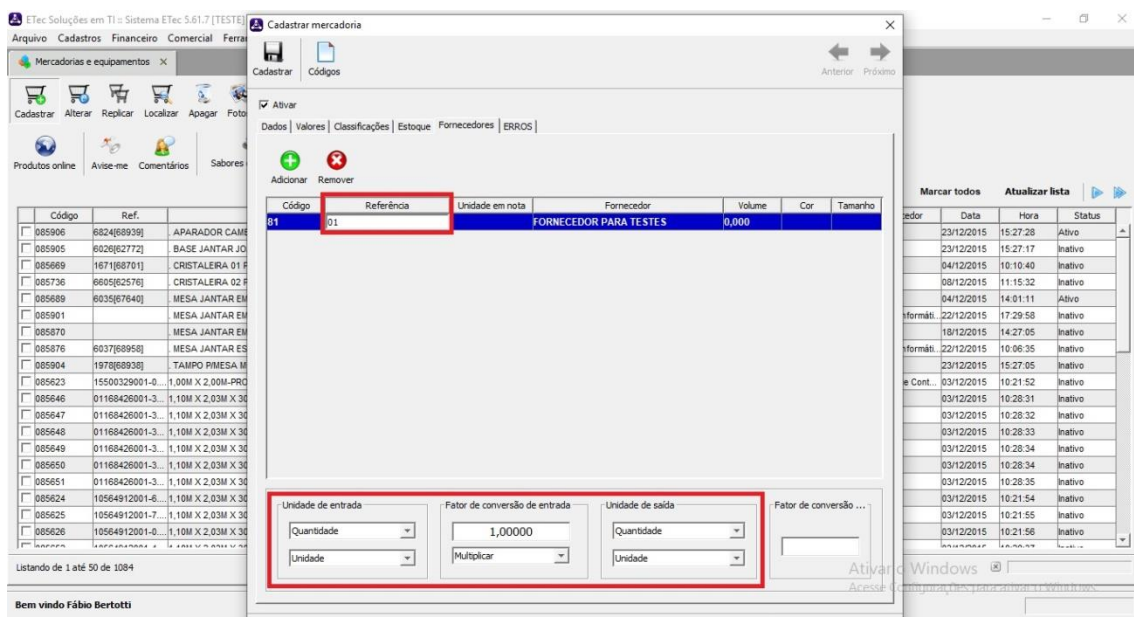 ETec Soluções em TI :: Sistema ETec 5.61.7 [TESTE]
Arquivo Cadastros Financeiro Comercial
Mercadorias e equipamentos X
Cadastrar Alterar Replicar Localizar Apagar
Produtos online Avise-me Comentários Sabores
Cadastrar mercadoria
Cadastrar Códigos Anterior Próximo
Ativar
Dados Valores Classificações Estoque Fornecedores ERROS
Adicionar Remover
Código Referência Unidade em nota Fornecedor Volume Cor Tamanho
81 01 FORNECEDOR PARA TESTES 0,000
Unidade de entrada Fator de conversão de entrada Unidade de saída Fator de conversão ...
Quantidade 1,00000 Quantidade
Unidade Multiplicar Unidade
Marcar todos Atualizar lista
Código Ref. Data Hora Status
085906 6824[68939] . APARADOR 23/12/2015 15:27:28 Ativo
085905 6026[62772] . BASE JANTAR 23/12/2015 15:27:17 Inativo
085669 1671[68701] . CRISTALEIRA 01 04/12/2015 10:10:40 Inativo
085736 6605[62576] . CRISTALEIRA 02 08/12/2015 11:15:32 Inativo
085689 6035[67640] . MESA JANTAR 04/12/2015 14:01:11 Ativo
085901 . MESA JANTAR 22/12/2015 17:29:58 Inativo
085870 . MESA JANTAR 18/12/2015 14:27:05 Inativo
085876 6037[68958] . MESA JANTAR 22/12/2015 10:06:35 Inativo
085904 1978[68938] . TAMPO P/MESA 23/12/2015 15:27:05 Inativo
085623 15500329001-0... 1,00M X 2,00M-PRO e Cont... 03/12/2015 10:21:52 Inativo
085646 01168426001-3... 1,10M X 2,03M X 30 03/12/2015 10:28:31 Inativo
085647 01168426001-3... 1,10M X 2,03M X 30 03/12/2015 10:28:32 Inativo
085648 01168426001-3... 1,10M X 2,03M X 30 03/12/2015 10:28:33 Inativo
085649 01168426001-3... 1,10M X 2,03M X 30 03/12/2015 10:28:34 Inativo
085650 01168426001-3... 1,10M X 2,03M X 30 03/12/2015 10:28:34 Inativo
085651 01168426001-3... 1,10M X 2,03M X 30 03/12/2015 10:28:35 Inativo
085624 10564912001-6... 1,10M X 2,03M X 30 03/12/2015 10:21:54 Inativo
085625 10564912001-7... 1,10M X 2,03M X 30 03/12/2015 10:21:55 Inativo
085626 10564912001-0... 1,10M X 2,03M X 30 03/12/2015 10:21:56 Inativo
Listando de 1 até 50 de 1084
Ativar o Windows
Acesse Configurações para ativar o Windows.
Bem vindo Fábio Bertotti